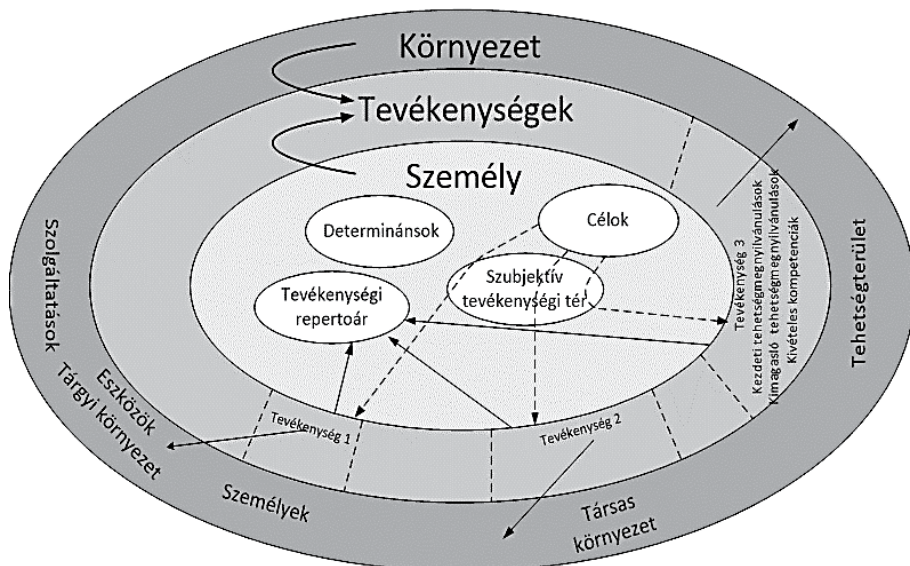 Környezet
Tevékenységek
Személy
Determinánsok
Célok
Szubjektív
tevékenységi tér
Tevékenységi
repertoár
Szolgáltatások
Eszközök
Tárgyi környezet
Személyek
Társas
környezet
Tehetségterület
Tevékenység 1
Tevékenység 2
Tevékenység 3
Kezdeti tehetségmegnyilvánulások
Kimagasló tehetségmegnyilvánulások
Kivételes kompetenciák